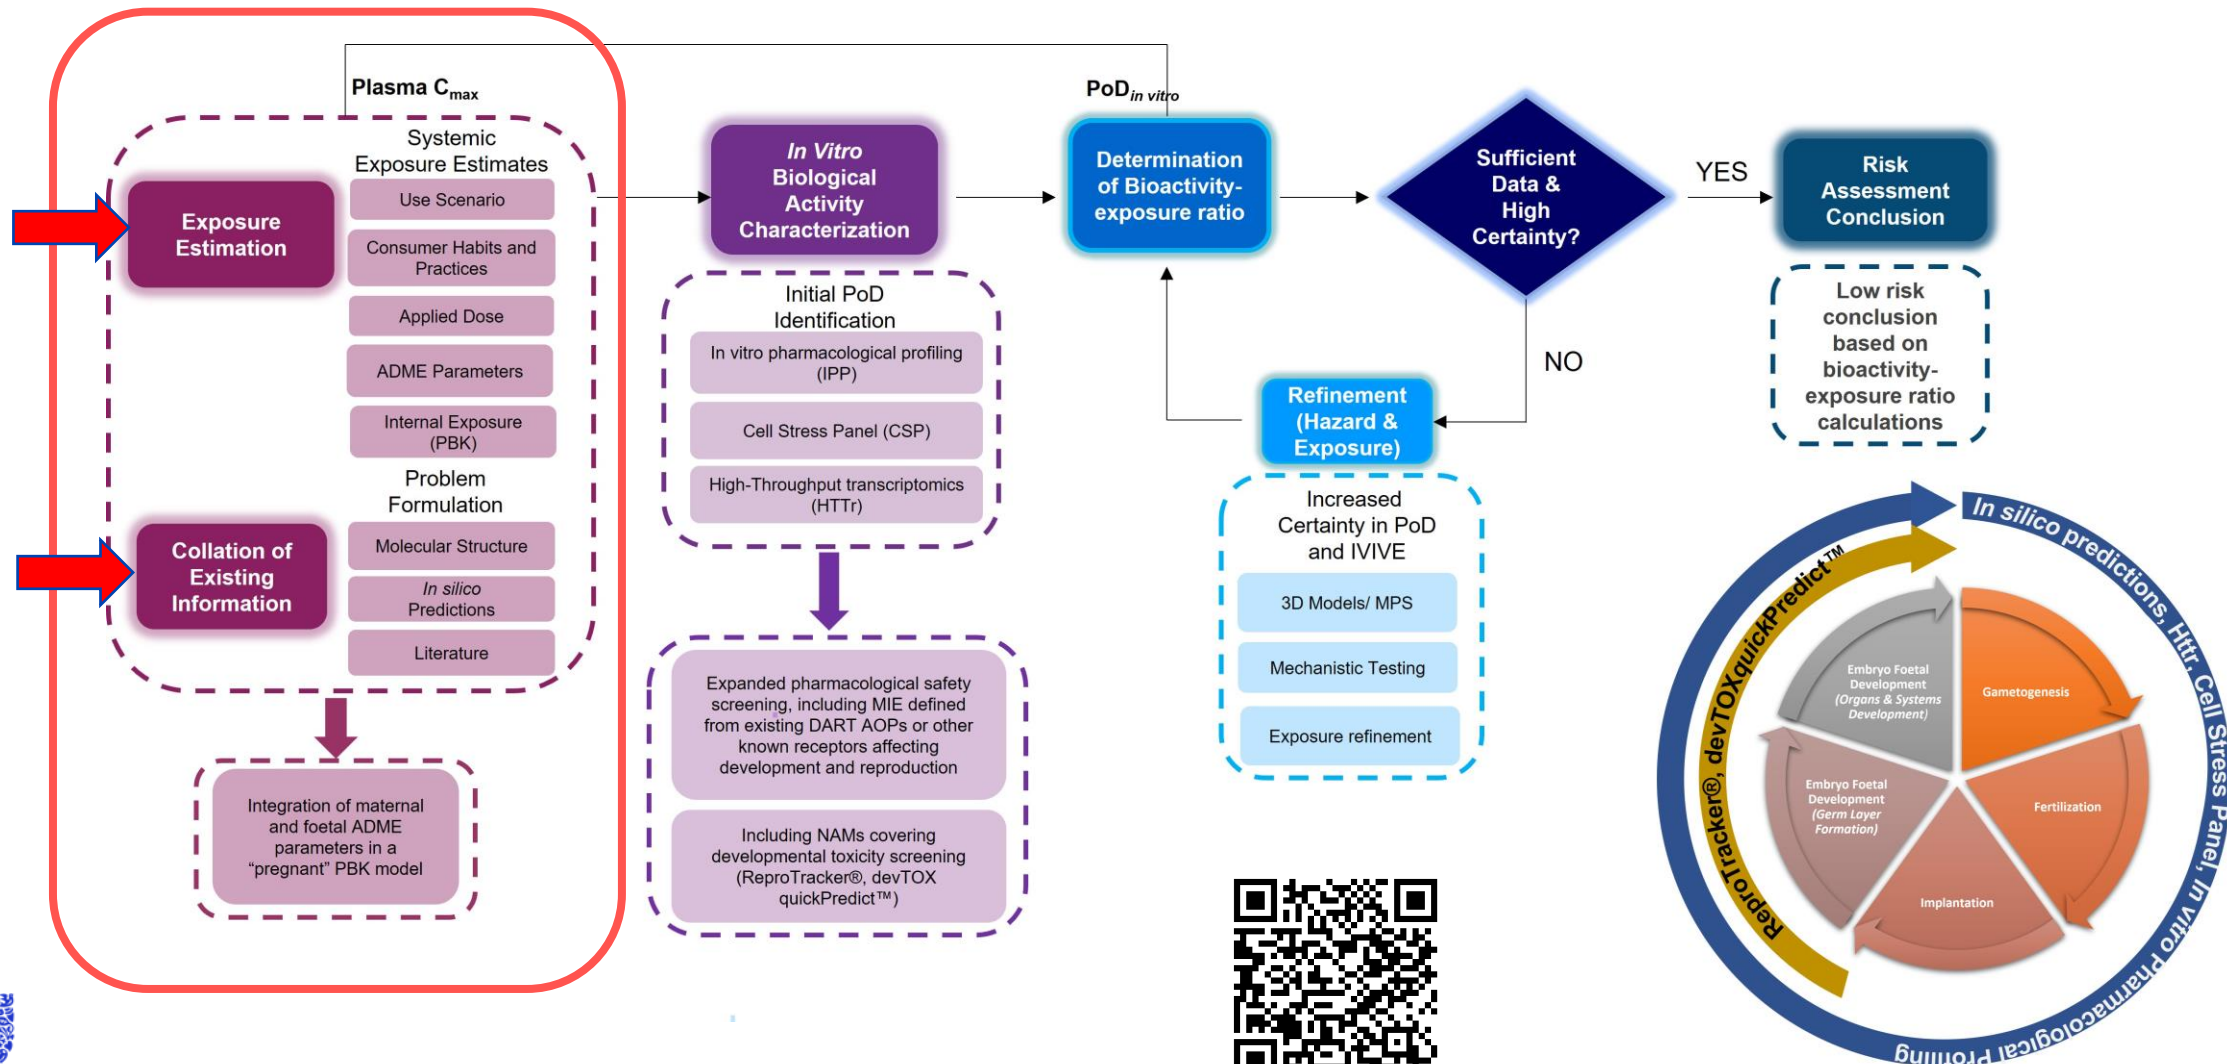 Plasma Cmax
Systemic
Exposure Estimates
Exposure
Estimation
Use Scenario
Consumer Habits and
Practices
Applied Dose
ADME Parameters
Internal Exposure
(PBK)
Problem
Formulation
Collation of
Existing
Information
Molecular Structure
In silico
Predictions
Literature
Integration of maternal
and foetal ADME
parameters in a
“pregnant” PBK model
In Vitro
Biological
Activity
Characterization
Initial PoD
Identification
In vitro pharmacological profiling
(IPP)
Cell Stress Panel (CSP)
High-Throughput transcriptomics
(HTTr)
Expanded pharmacological safety
screening, including MIE defined
from existing DART AOPs or other
known receptors affecting
development and reproduction
Including NAMs covering
developmental toxicity screening
(ReproTracker®, devTOX
quickPredict™)
PoDin vitro
Determination
of Bioactivity-
exposure ratio
Sufficient
Data &
High
Certainty?
YES
NO
Refinement
(Hazard &
Exposure)
Increased
Certainty in PoD
and IVIVE
3D Models/ MPS
Mechanistic Testing
Exposure refinement
Risk
Assessment
Conclusion
Low risk
conclusion
based on
bioactivity-
exposure ratio
calculations
In silico predictions, Httr, Cell Stress Panel, In vitro Pharmacological Profiling
ReproTracker®, devTOXquickPredict™
Embryo Foetal
Development
(Organs & Systems
Development)
Gametogenesis
Embryo Foetal
Development
(Germ Layer
Formation)
Fertilization
Implantation